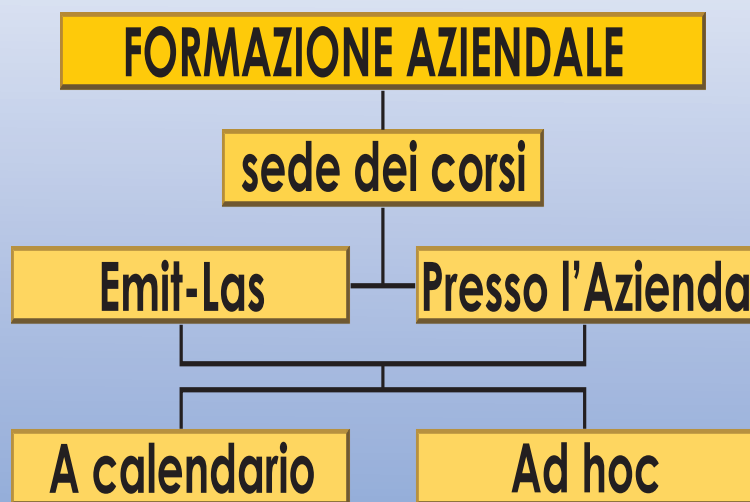 FORMAZIONE AZIENDALE
sede dei corsi
Emit-Las
Presso l'Azienda
A calendario
Ad hoc